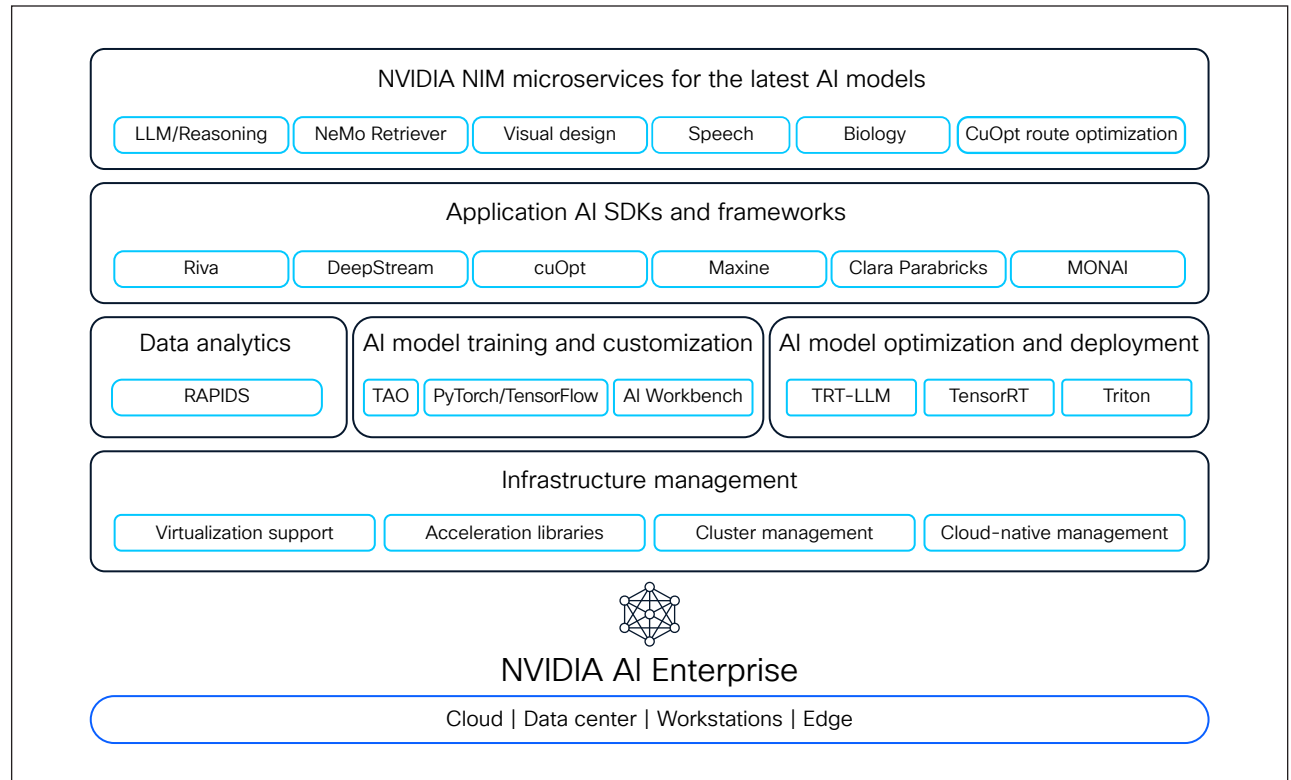 NVIDIA NIM microservices for the latest AI models
LLM/Reasoning
NeMo Retriever
Visual design
Speech
Biology
CuOpt route optimization
Application AI SDKs and frameworks
Riva
DeepStream
cuOpt
Maxine
Clara Parabricks
MONAI
Data analytics
RAPIDS
AI model training and customization
TAO
PyTorch/TensorFlow
AI Workbench
AI model optimization and deployment
TRT-LLM
TensorRT
Triton
Infrastructure management
Virtualization support
Acceleration libraries
Cluster management
Cloud-native management
NVIDIA AI Enterprise
Cloud | Data center | Workstations | Edge